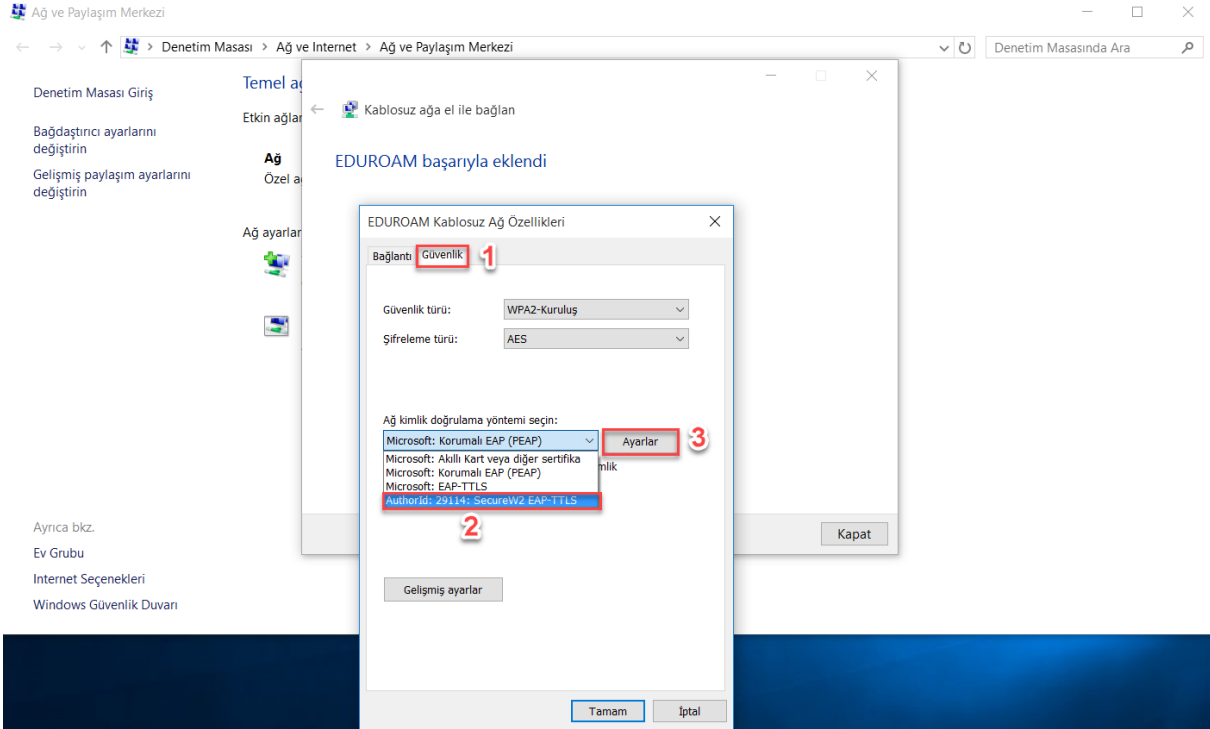 Ağ ve Paylaşım Merkezi
Denetim Masası > Ağ ve Internet > Ağ ve Paylaşım Merkezi
Denetim Masasında Ara
Denetim Masası Giriş
Bağdaştırıcı ayarlarını
değiştirin
Gelişmiş paylaşım ayarlarını
değiştirin
Ayrıca bkz.
Ev Grubu
Internet Seçenekleri
Windows Güvenlik Duvarı
Temel
Etkin
Ağ
Özel
Ağ
Kablosuz ağa el ile bağlan
EDUROAM başarıyla eklendi
EDUROAM Kablosuz Ağ Özellikleri
Bağlantı Güvenlik 1
Güvenlik türü: WPA2-Kuruluş
Şifreleme türü: AES
Ağ kimlik doğrulama yöntemi seçin:
Microsoft: Korumalı EAP (PEAP) Ayarlar 3
Microsoft: Akıllı Kart veya diğer sertifika
Microsoft: Korumalı EAP (PEAP)
Microsoft: EAP-TTLS
AuthorId: 29114: SecureW2 EAP-TTLS
2
Gelişmiş ayarlar
Tamam İptal
Kapat